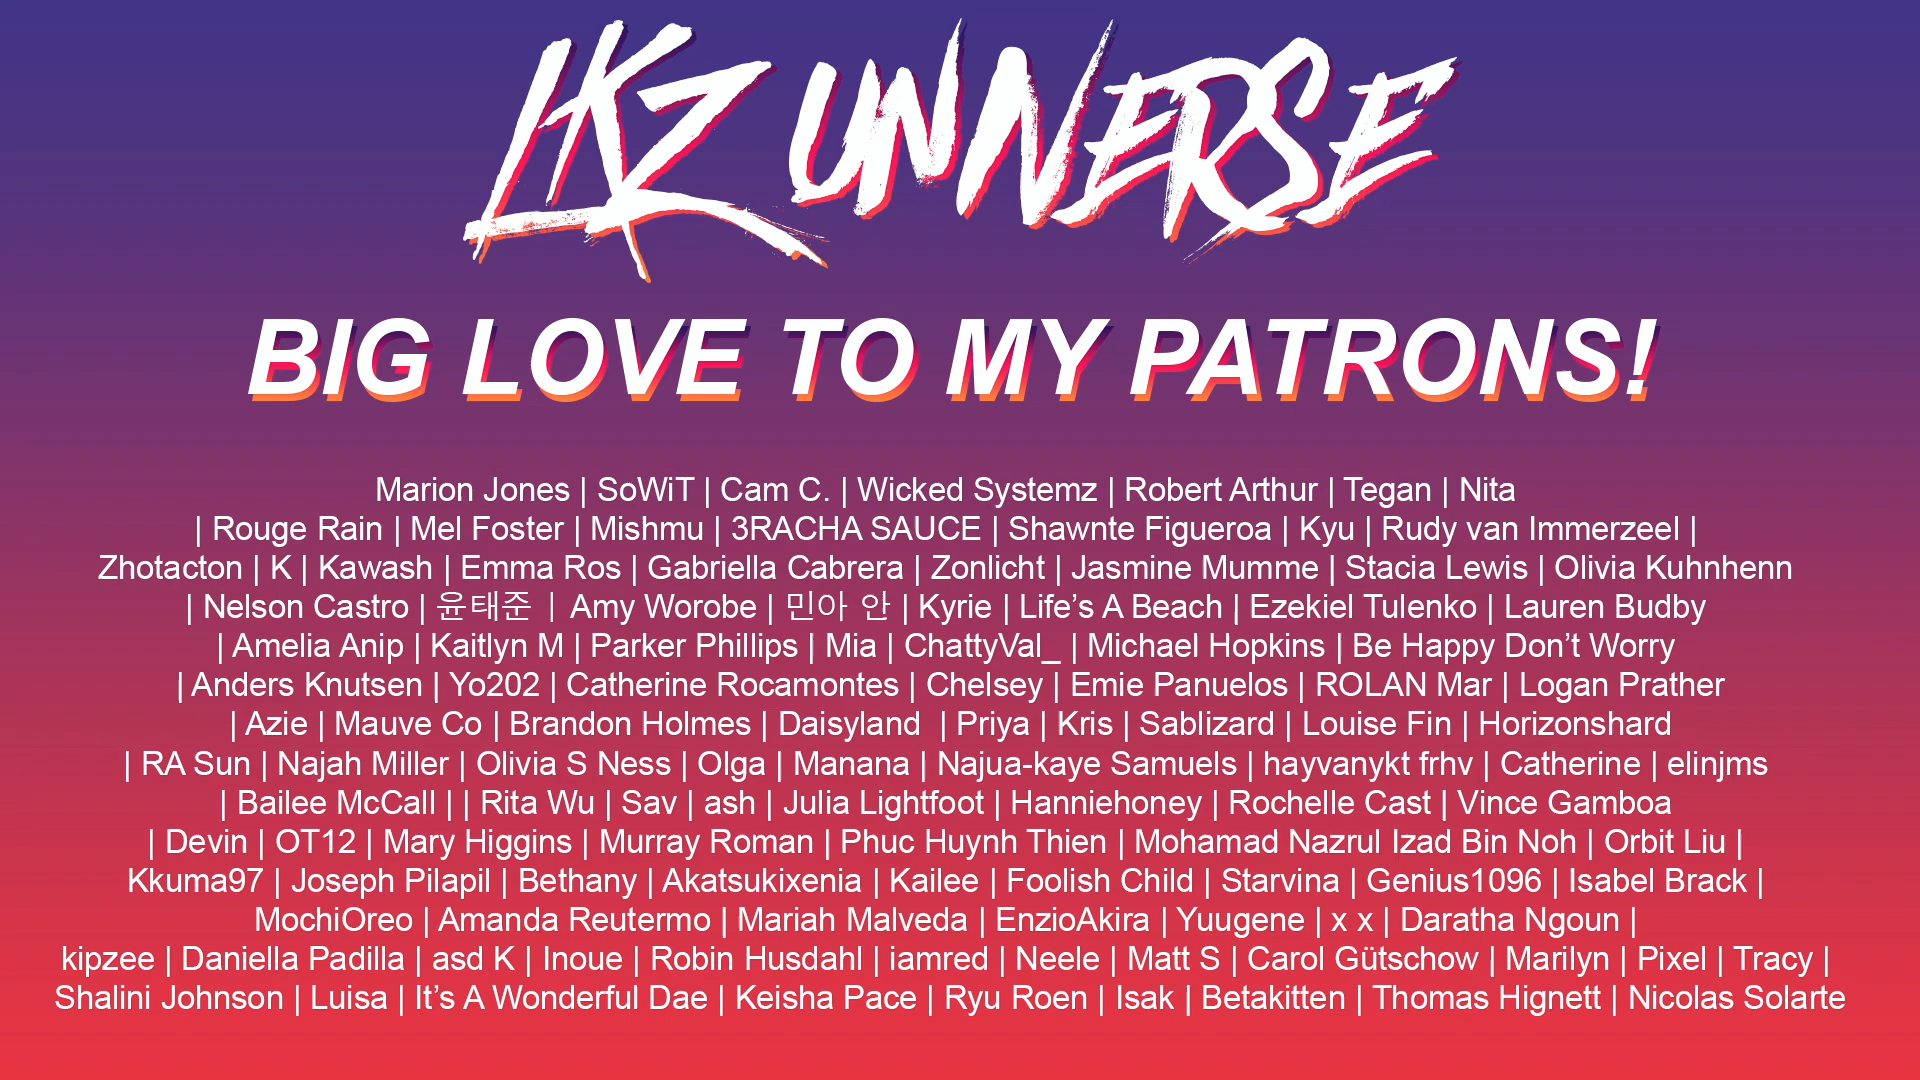 LKZ UNIVERSE
BIG LOVE TO MY PATRONS!
Marion Jones | SoWiT | Cam C. | Wicked Systemz | Robert Arthur | Tegan | Nita
| Rouge Rain | Mel Foster | Mishmu | 3RACHA SAUCE | Shawnte Figueroa | Kyu | Rudy van Immerzeel |
Zhotacton | K | Kawash | Emma Ros | Gabriella Cabrera | Zonlicht | Jasmine Mumme | Stacia Lewis | Olivia Kuhnhenn
| Nelson Castro | 윤태준 | Amy Worobe | 민아 안 | Kyrie | Life’s A Beach | Ezekiel Tulenko | Lauren Budby
| Amelia Anip | Kaitlyn M | Parker Phillips | Mia | ChattyVal_ | Michael Hopkins | Be Happy Don’t Worry
| Anders Knutsen | Yo202 | Catherine Rocamontes | Chelsey | Emie Panuelos | ROLAN Mar | Logan Prather
| Azie | Mauve Co | Brandon Holmes | Daisyland | Priya | Kris | Sablizard | Louise Fin | Horizonshard
| RA Sun | Najah Miller | Olivia S Ness | Olga | Manana | Najua-kaye Samuels | hayvanykt frhv | Catherine | elinjms
| Bailee McCall | | Rita Wu | Sav | ash | Julia Lightfoot | Hanniehoney | Rochelle Cast | Vince Gamboa
| Devin | OT12 | Mary Higgins | Murray Roman | Phuc Huynh Thien | Mohamad Nazrul Izad Bin Noh | Orbit Liu |
Kkuma97 | Joseph Pilapil | Bethany | Akatsukixenia | Kailee | Foolish Child | Starvina | Genius1096 | Isabel Brack |
MochiOreo | Amanda Reutermo | Mariah Malveda | EnzioAkira | Yuugene | x x | Daratha Ngoun |
kipzee | Daniella Padilla | asd K | Inoue | Robin Husdahl | iamred | Neele | Matt S | Carol Gütschow | Marilyn | Pixel | Tracy |
Shalini Johnson | Luisa | It’s A Wonderful Dae | Keisha Pace | Ryu Roen | Isak | Betakitten | Thomas Hignett | Nicolas Solarte